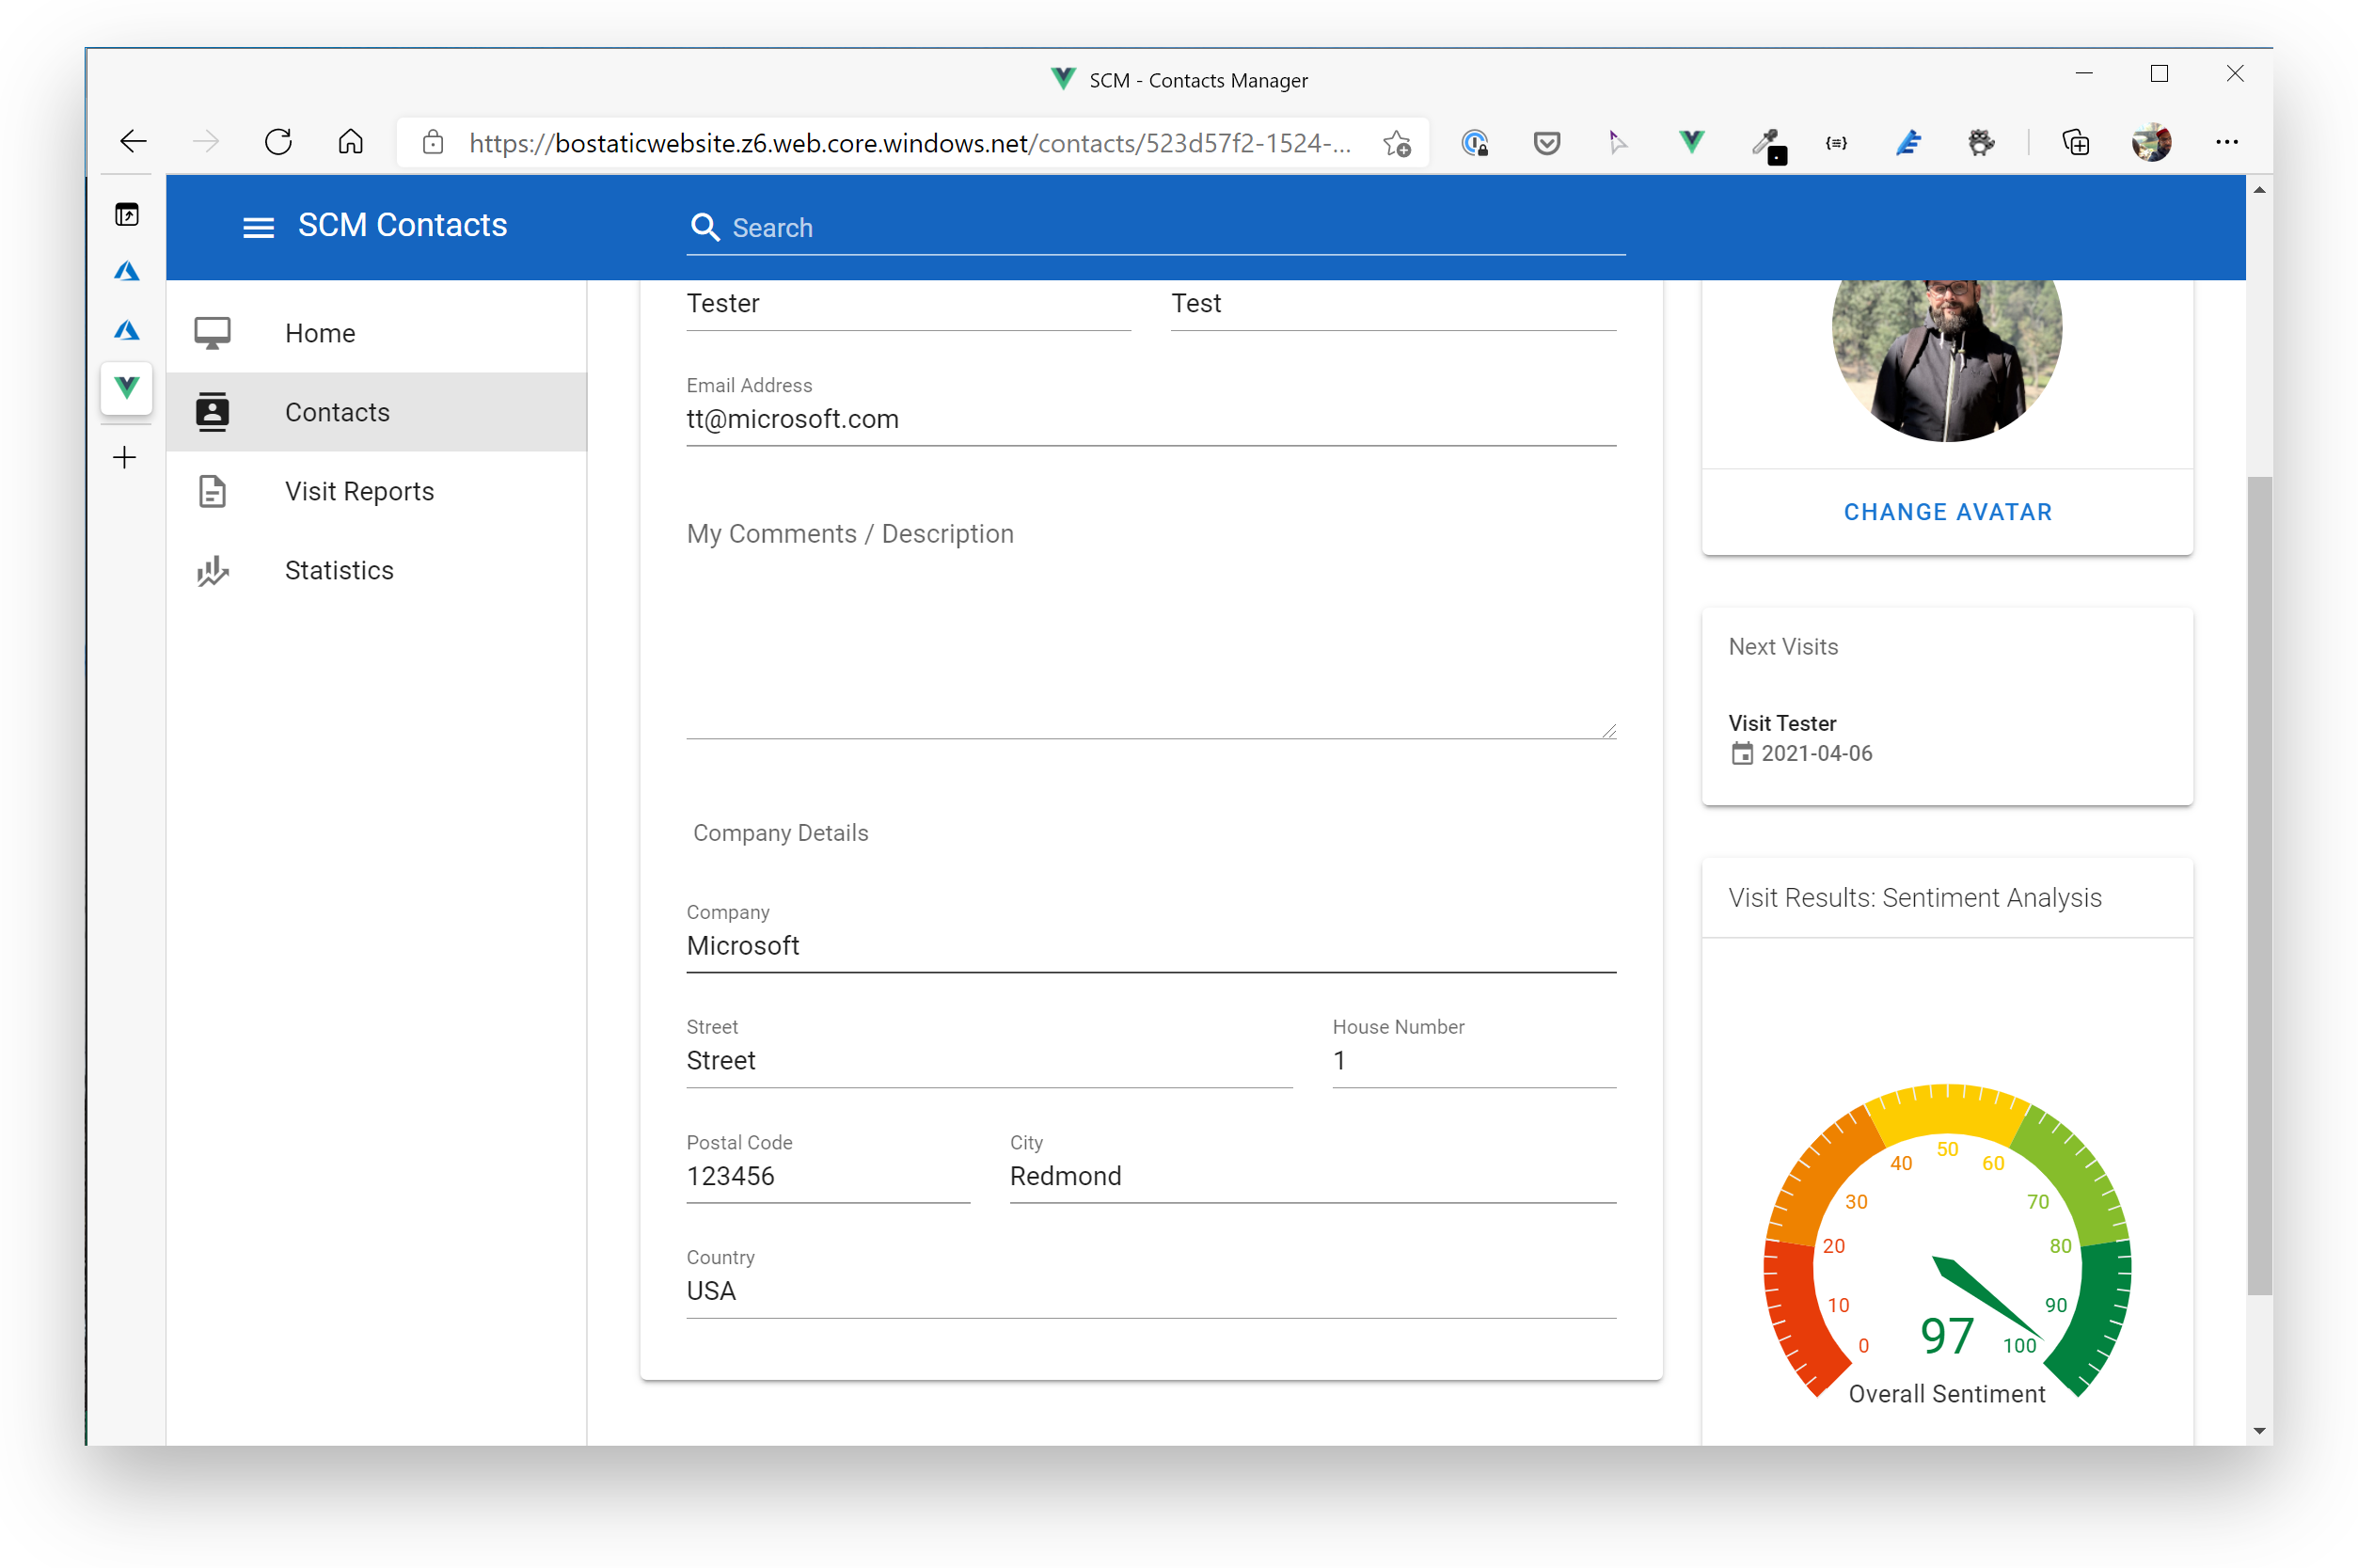 SCM - Contacts Manager
https://bostaticwebsite.z6.web.core.windows.net/contacts/523d57f2-1524-...
SCM Contacts
Search
Home
Contacts
Visit Reports
Statistics
Tester
Test
Email Address
tt@microsoft.com
My Comments / Description
Company Details
Company
Microsoft
Street
Street
House Number
1
Postal Code
123456
City
Redmond
Country
USA
CHANGE AVATAR
Next Visits
Visit Tester
2021-04-06
Visit Results: Sentiment Analysis
0
10
20
30
40
50
60
70
80
90
100
97
Overall Sentiment